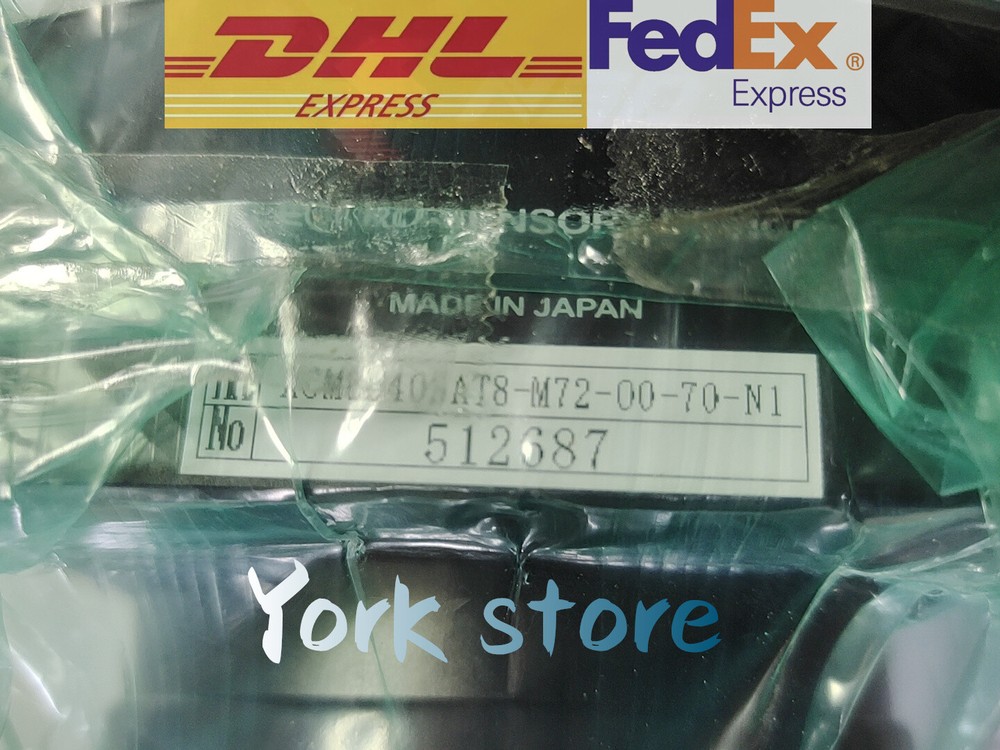 DHL
EXPRESS
FedEx®
Express
MADE IN JAPAN
AT8-M72-00-70-N1
No 512687
York store